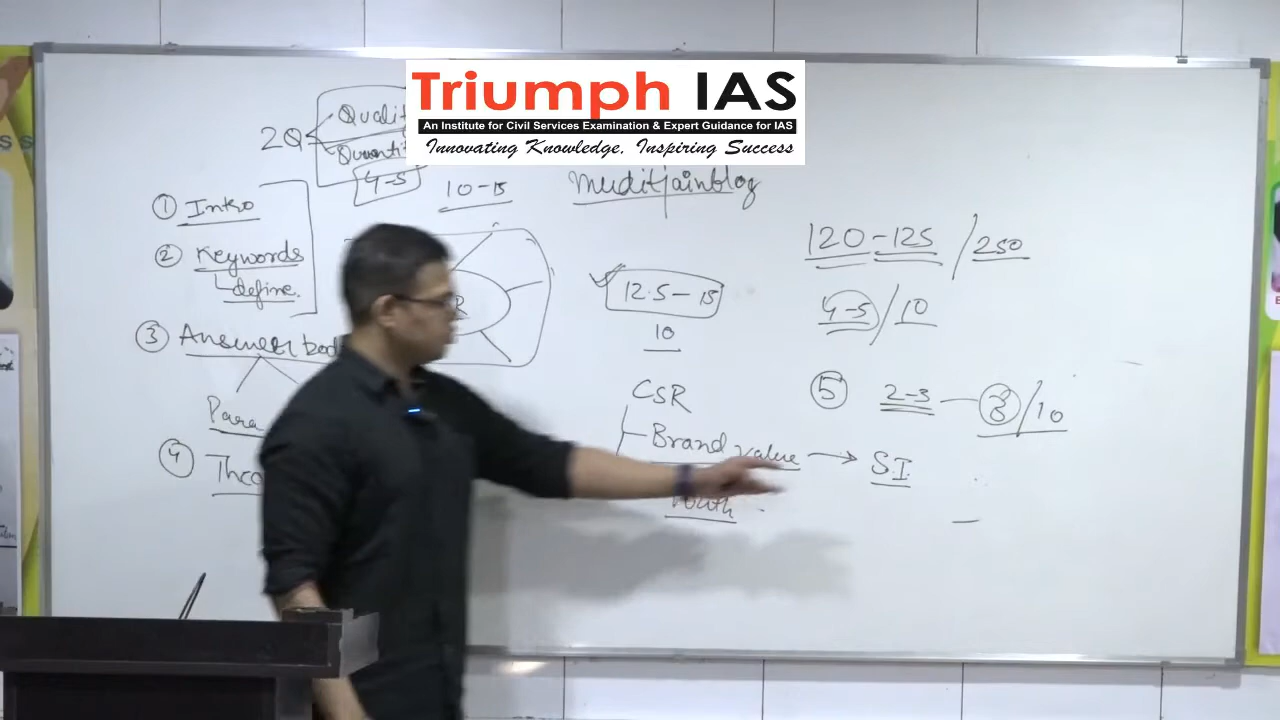 Triumph IAS
An Institute for Civil Services Examination & Expert Guidance for IAS
Innovating Knowledge, Inspiring Success
2Q
Qualit
Quantit
4-5
10-15
muditjainblog
① Intro
② Keywords
define.
③ Answer bod
Para
④
R
12.5 - 15
10
CSR
Brand value → S.I.
120-125 / 250
4-5 / 10
⑤ 2-3 - 3/10